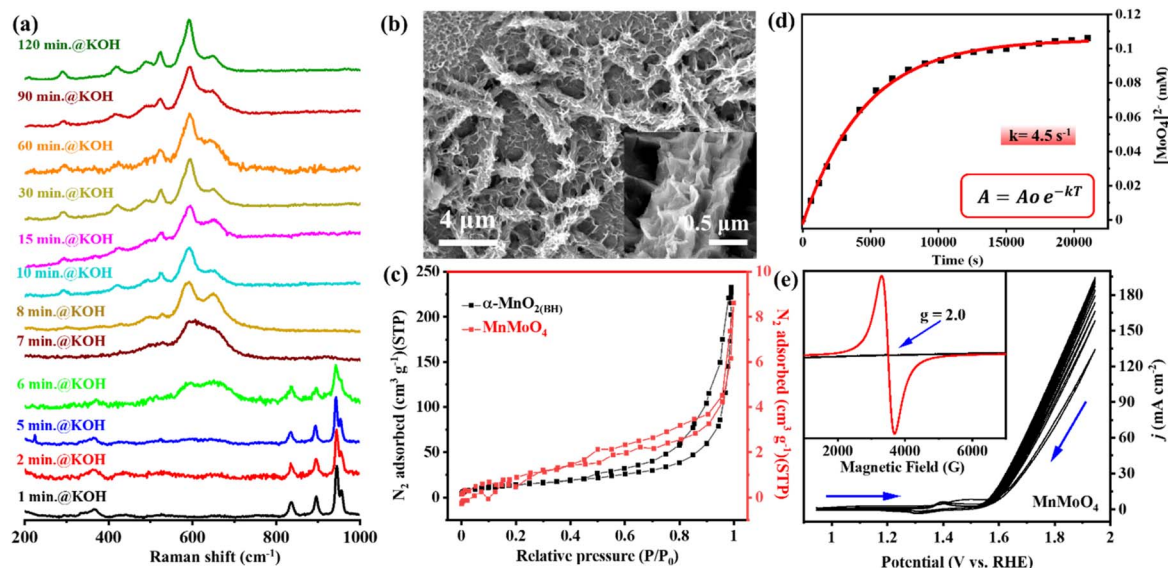 (a)
120 min.@KOH
90 min.@KOH
60 min.@KOH
30 min.@KOH
15 min.@KOH
10 min.@KOH
8 min.@KOH
7 min.@KOH
6 min.@KOH
5 min.@KOH
2 min.@KOH
1 min.@KOH
200 400 600 800 1000
Raman shift (cm-1)
(b)
4 μm
0.5 μm
(c)
250
200
150
100
50
0
N2 adsorbed (cm3 g-1)(STP)
α-MnO2(BH)
MnMoO4
10
8
6
4
2
0
N2 adsorbed (cm3 g-1)(STP)
0 0.2 0.4 0.6 0.8 1
Relative pressure (P/P0)
(d)
0.12
0.1
0.08
0.06
0.04
0.02
0
[MoO4]2- (mM)
k= 4.5 s-1
A = Ao e-kT
0 5000 10000 15000 20000
Time (s)
(e)
g = 2.0
2000 4000 6000
Magnetic Field (G)
180
150
120
90
60
30
0
j (mA cm-2)
MnMoO4
1 1.2 1.4 1.6 1.8 2
Potential (V vs. RHE)